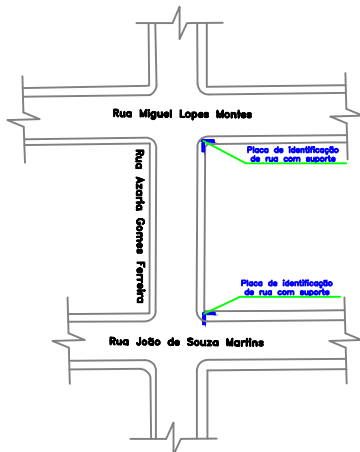 Rua Miguel Lopes Montes
Placa de identificação
de rua com suporte
Rua Azarta Gomes Ferreira
Placa de identificação
de rua com suporte
Rua João de Souza Martins